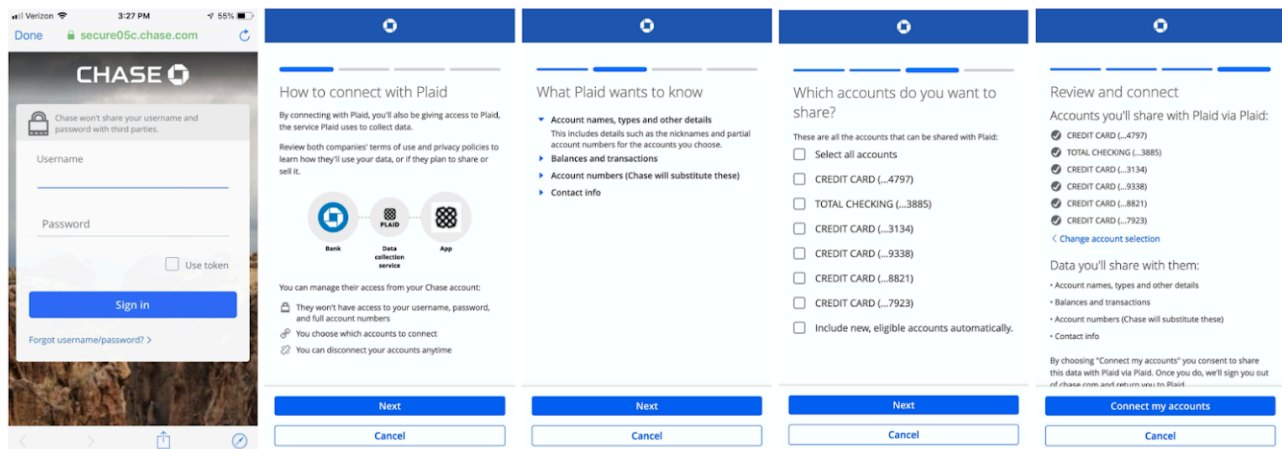 Verizon
3:27 PM
55%
Done
secure05c.chase.com
CHASE
Chase won't share your username and
password with third parties.
Username
Password
Use token
Sign in
Forgot username/password? >
How to connect with Plaid
By connecting with Plaid, you'll also be giving access to Plaid,
the service Plaid uses to collect data.
Review both companies' terms of use and privacy policies to
learn how they'll use your data, or if they plan to share or
sell it.
PLAID
Bank
Data
collection
service
App
You can manage their access from your Chase account:
They won't have access to your username, password,
and full account numbers
You choose which accounts to connect
You can disconnect your accounts anytime
Next
Cancel
What Plaid wants to know
Account names, types and other details
This includes details such as the nicknames and partial
account numbers for the accounts you choose.
Balances and transactions
Account numbers (Chase will substitute these)
Contact info
Next
Cancel
Which accounts do you want to
share?
These are all the accounts that can be shared with Plaid:
Select all accounts
CREDIT CARD (...4797)
TOTAL CHECKING (...3885)
CREDIT CARD (...3134)
CREDIT CARD (...9338)
CREDIT CARD (...8821)
CREDIT CARD (...7923)
Include new, eligible accounts automatically.
Next
Cancel
Review and connect
Accounts you'll share with Plaid via Plaid:
CREDIT CARD (...4797)
TOTAL CHECKING (...3885)
CREDIT CARD (...3134)
CREDIT CARD (...9338)
CREDIT CARD (...8821)
CREDIT CARD (...7923)
< Change account selection
Data you'll share with them:
• Account names, types and other details
• Balances and transactions
• Account numbers (Chase will substitute these)
• Contact info
By choosing "Connect my accounts" you consent to share
this data with Plaid via Plaid. Once you do, we'll sign you out
of chase.com and return you to Plaid
Connect my accounts
Cancel